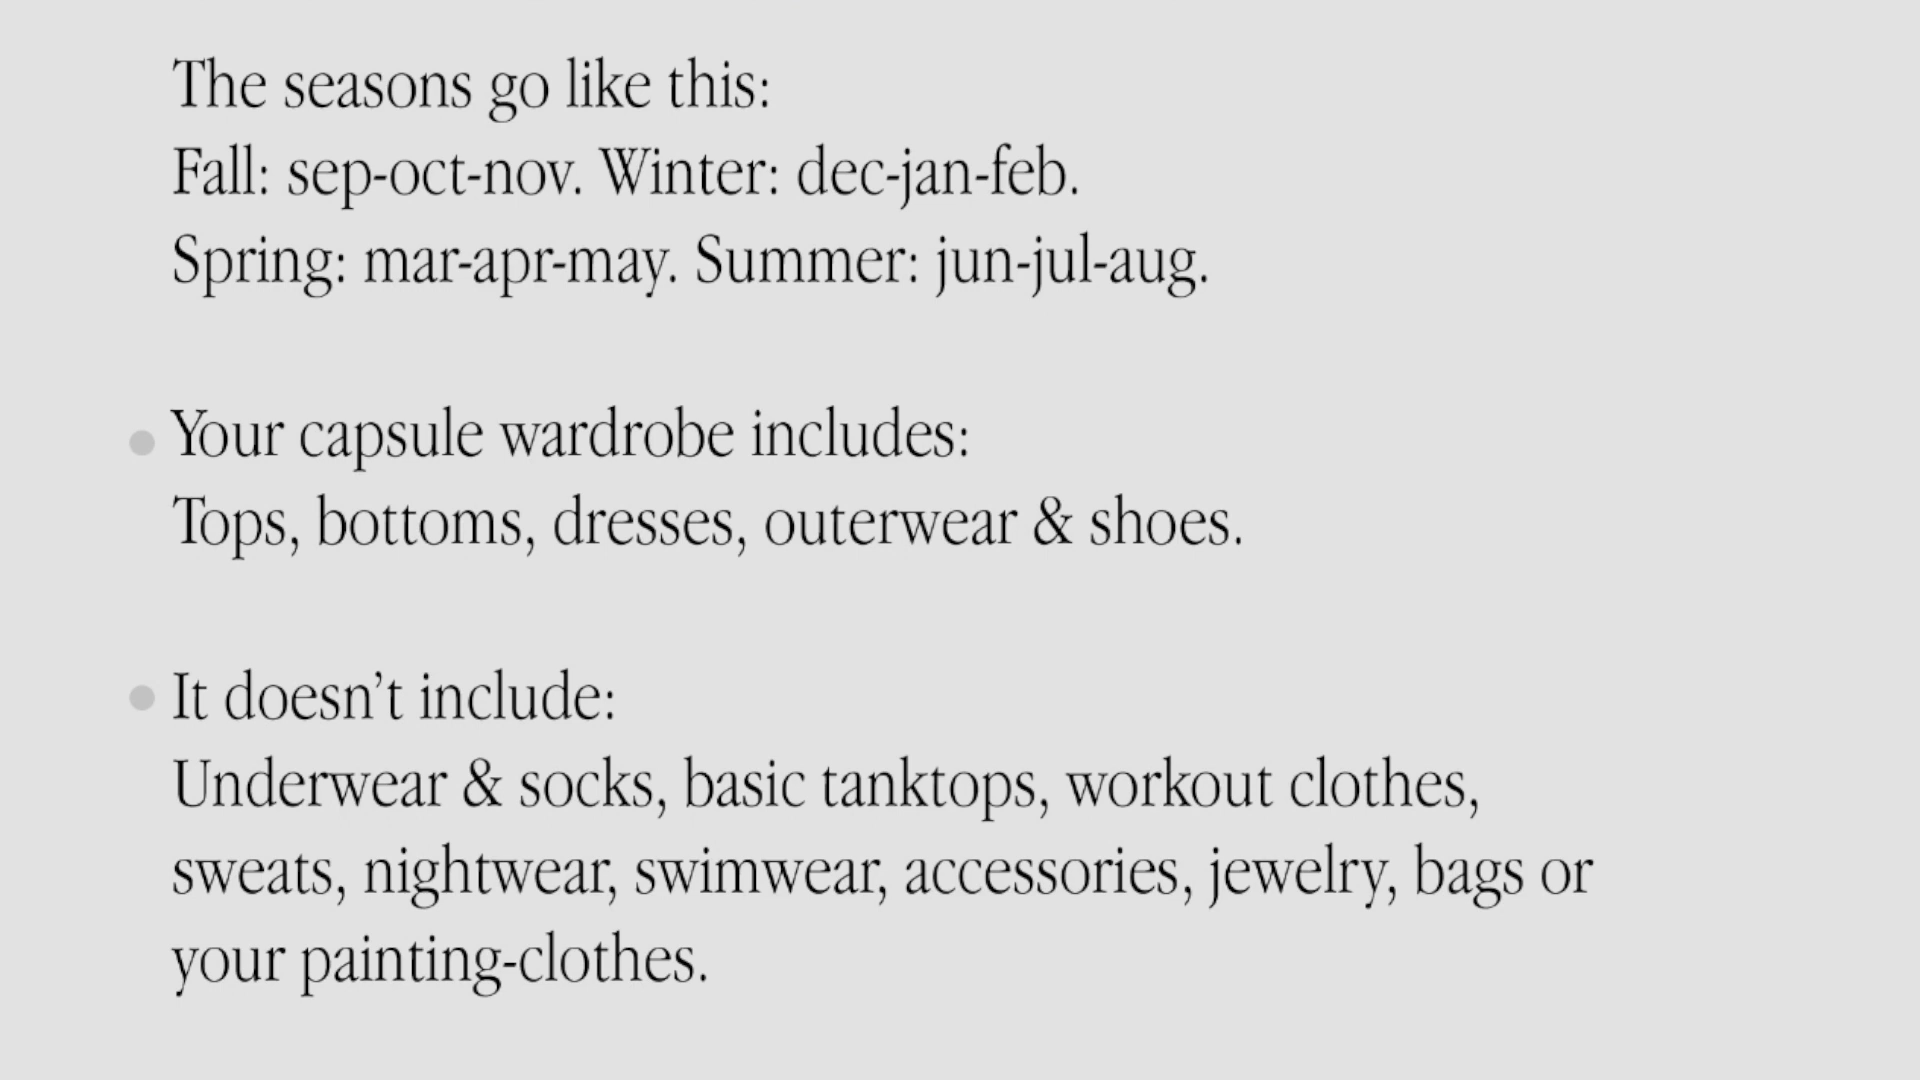 The seasons go like this:
Fall: sep-oct-nov. Winter: dec-jan-feb.
Spring: mar-apr-may. Summer: jun-jul-aug.
Your capsule wardrobe includes:
Tops, bottoms, dresses, outerwear & shoes.
It doesn’t include:
Underwear & socks, basic tanktops, workout clothes,
sweats, nightwear, swimwear, accessories, jewelry, bags or
your painting-clothes.